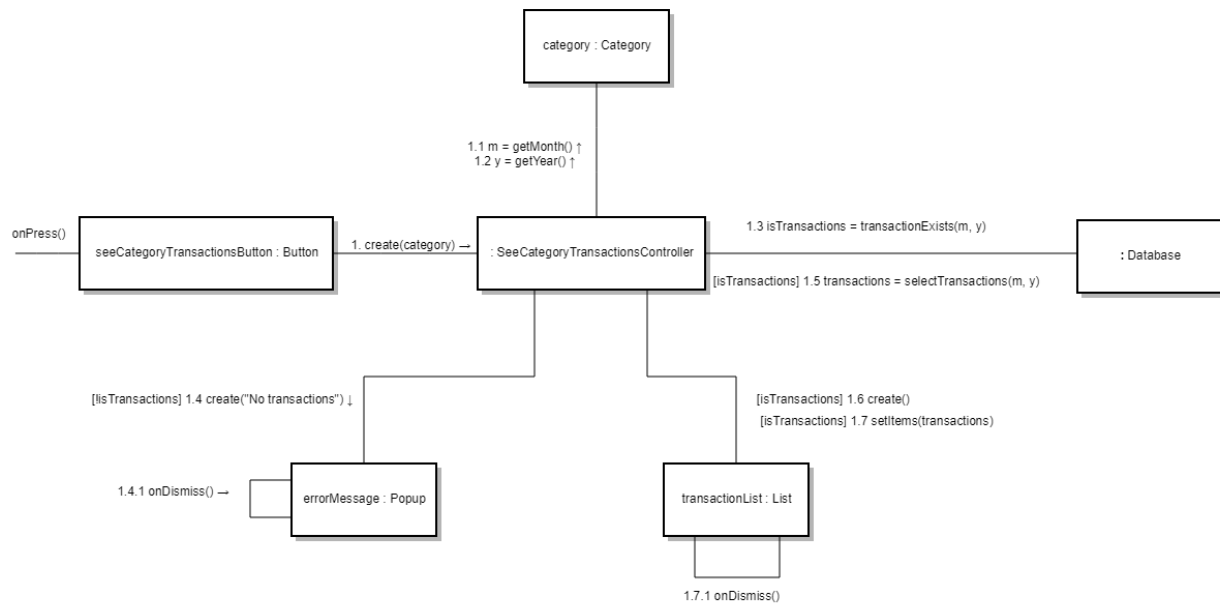 category : Category
1.1 m = getMonth() ↑
1.2 y = getYear() ↑
onPress()
seeCategoryTransactionsButton : Button
1. create(category) →
: SeeCategoryTransactionsController
1.3 isTransactions = transactionExists(m, y)
: Database
[isTransactions] 1.5 transactions = selectTransactions(m, y)
[!isTransactions] 1.4 create("No transactions") ↓
[isTransactions] 1.6 create()
[isTransactions] 1.7 setItems(transactions)
1.4.1 onDismiss() →
errorMessage : Popup
transactionList : List
1.7.1 onDismiss()